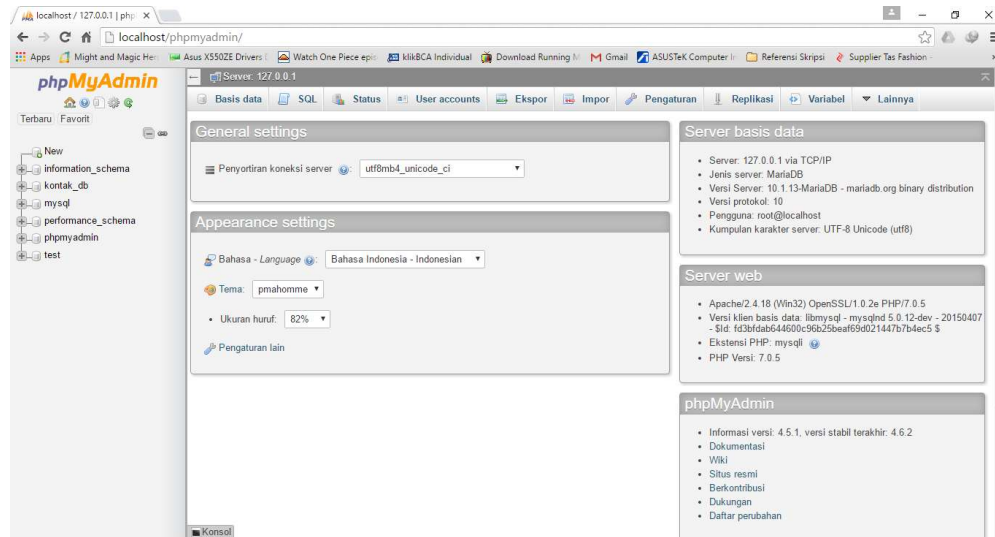 localhost / 127.0.0.1 | php
localhost/phpmyadmin/
Apps Might and Magic He Asus X550ZE Drivers Watch One Piece epis klikBCA Individual Download Running M Gmail ASUSTeK Computer In Referensi Skripsi Supplier Tas Fashion
phpMyAdmin
Terbaru Favorit
New
information_schema
kontak_db
mysql
performance_schema
phpmyadmin
test
Server: 127.0.0.1
Basis data SQL Status User accounts Ekspor Impor Pengaturan Replikasi Variabel Lainnya
General settings
Penyortiran koneksi server : utf8mb4_unicode_ci
Appearance settings
Bahasa - Language : Bahasa Indonesia - Indonesian
Tema: pmahomme
• Ukuran huruf: 82%
Pengaturan lain
Server basis data
• Server: 127.0.0.1 via TCP/IP
• Jenis server: MariaDB
• Versi Server: 10.1.13-MariaDB - mariadb.org binary distribution
• Versi protokol: 10
• Pengguna: root@localhost
• Kumpulan karakter server: UTF-8 Unicode (utf8)
Server web
• Apache/2.4.18 (Win32) OpenSSL/1.0.2e PHP/7.0.5
• Versi klien basis data: libmysql - mysqlnd 5.0.12-dev - 20150407
- $Id: fd3bfdab644600c96b25beaf69d021447b7b4ec5 $
• Ekstensi PHP: mysqli
• PHP Versi: 7.0.5
phpMyAdmin
• Informasi versi: 4.5.1, versi stabil terakhir: 4.6.2
• Dokumentasi
• Wiki
• Situs resmi
• Berkontribusi
• Dukungan
• Daftar perubahan
Konsol